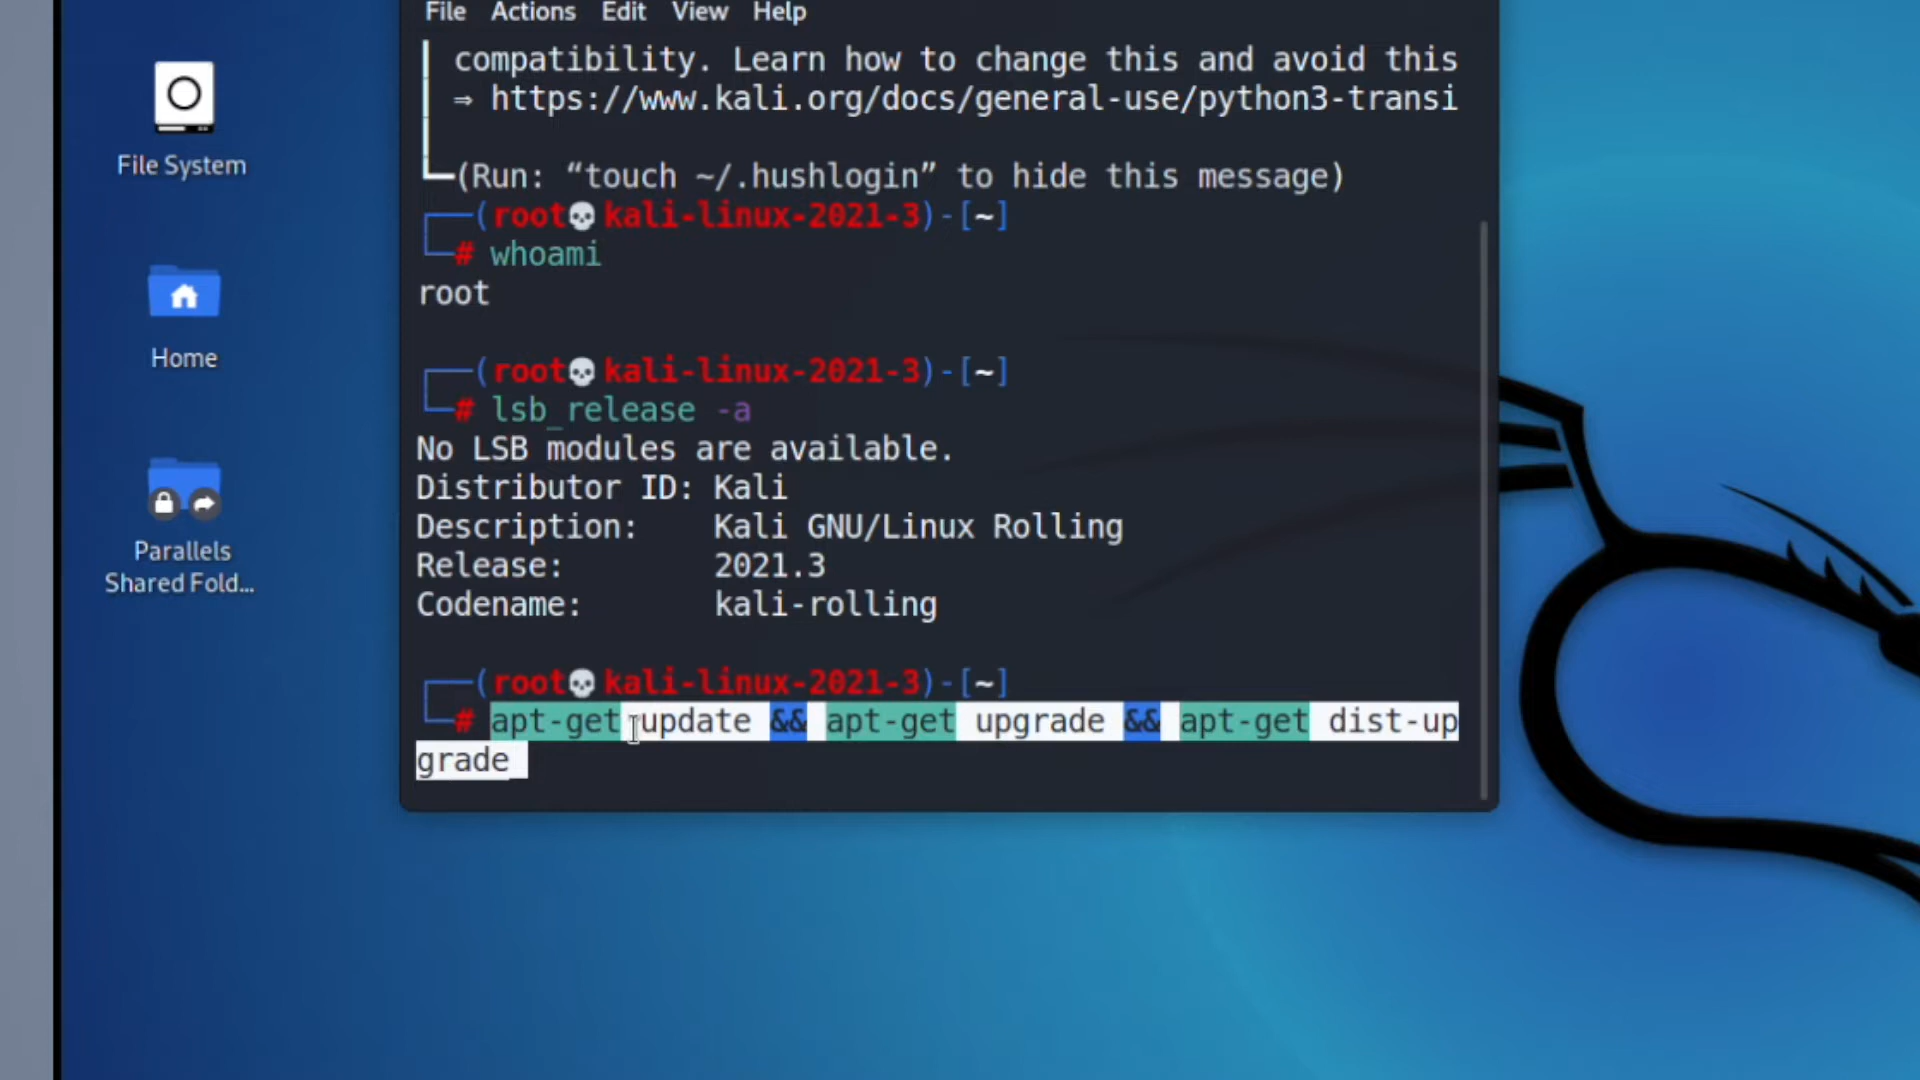 File Actions Edit View Help
compatibility. Learn how to change this and avoid this
⇒ https://www.kali.org/docs/general-use/python3-transi
(Run: “touch ~/.hushlogin” to hide this message)
(root💀kali-linux-2021-3)-[~]
# whoami
root
(root💀kali-linux-2021-3)-[~]
# lsb_release -a
No LSB modules are available.
Distributor ID: Kali
Description: Kali GNU/Linux Rolling
Release: 2021.3
Codename: kali-rolling
(root💀kali-linux-2021-3)-[~]
# apt-get update && apt-get upgrade && apt-get dist-up
grade
File System
Home
Parallels
Shared Fold...